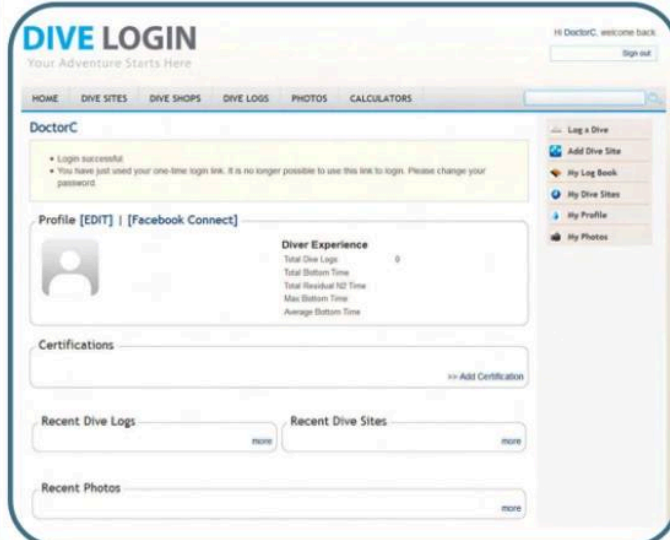 DIVE LOGIN
Your Adventure Starts Here
Hi DoctorC, welcome back
Sign out
HOME DIVE SITES DIVE SHOPS DIVE LOGS PHOTOS CALCULATORS
DoctorC
Login successful.
You have just used your one-time login link. It is no longer possible to use this link to login. Please change your
password.
Profile [EDIT] | [Facebook Connect]
Diver Experience
Total Dive Logs 0
Total Bottom Time
Total Residual N2 Time
Max Bottom Time
Average Bottom Time
Certifications
>> Add Certification
Recent Dive Logs
more
Recent Dive Sites
more
Recent Photos
more
Log a Dive
Add Dive Site
My Log Book
My Dive Sites
My Profile
My Photos